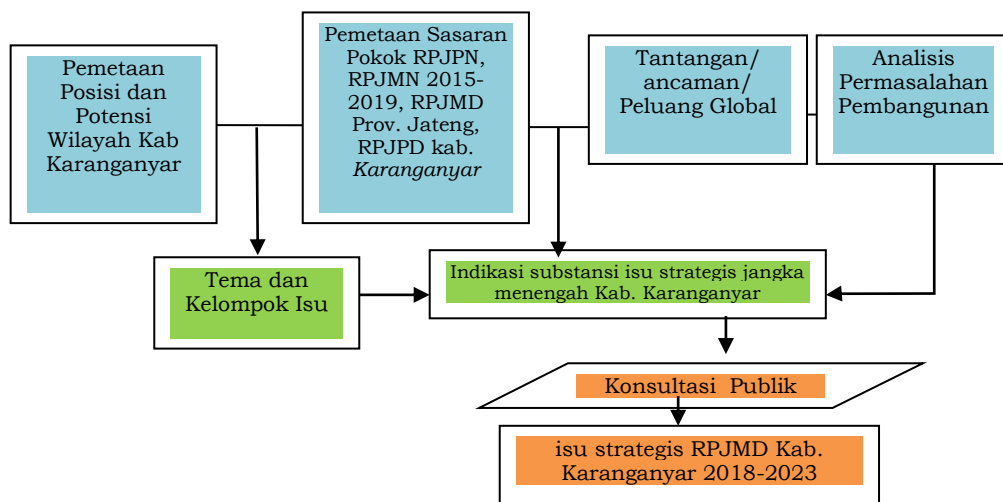 Pemetaan
Posisi dan
Potensi
Wilayah Kab
Karanganyar
Pemetaan Sasaran
Pokok RPJPN,
RPJMN 2015-
2019, RPJMD
Prov. Jateng,
RPJPD kab.
Karanganyar
Tantangan/
ancaman/
Peluang Global
Analisis
Permasalahan
Pembangunan
Tema dan
Kelompok Isu
Indikasi substansi isu strategis jangka
menengah Kab. Karanganyar
Konsultasi Publik
isu strategis RPJMD Kab.
Karanganyar 2018-2023